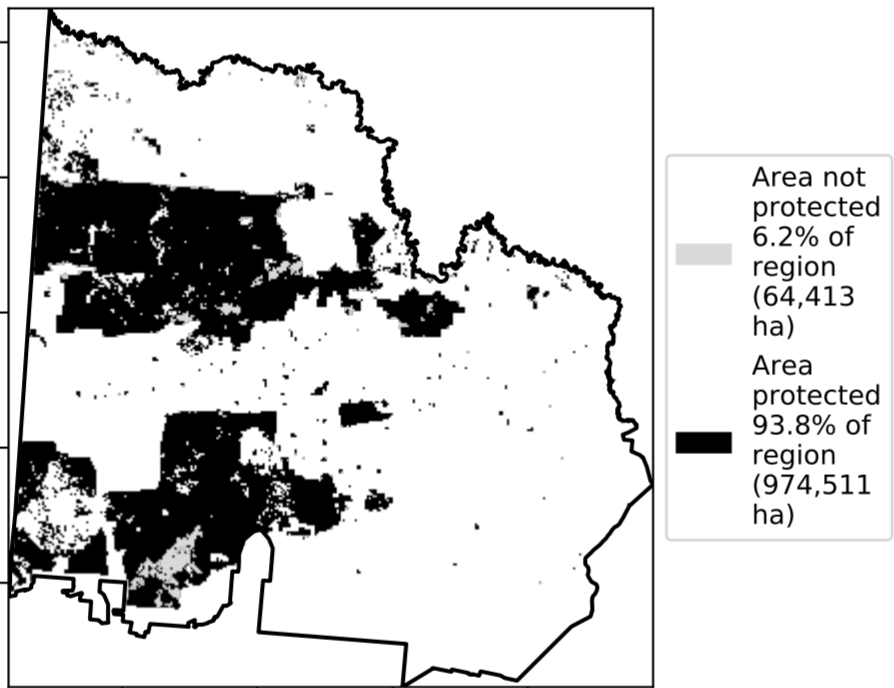 Area not
protected
6.2% of
region
(64,413
ha)
Area
protected
93.8% of
region
(974,511
ha)